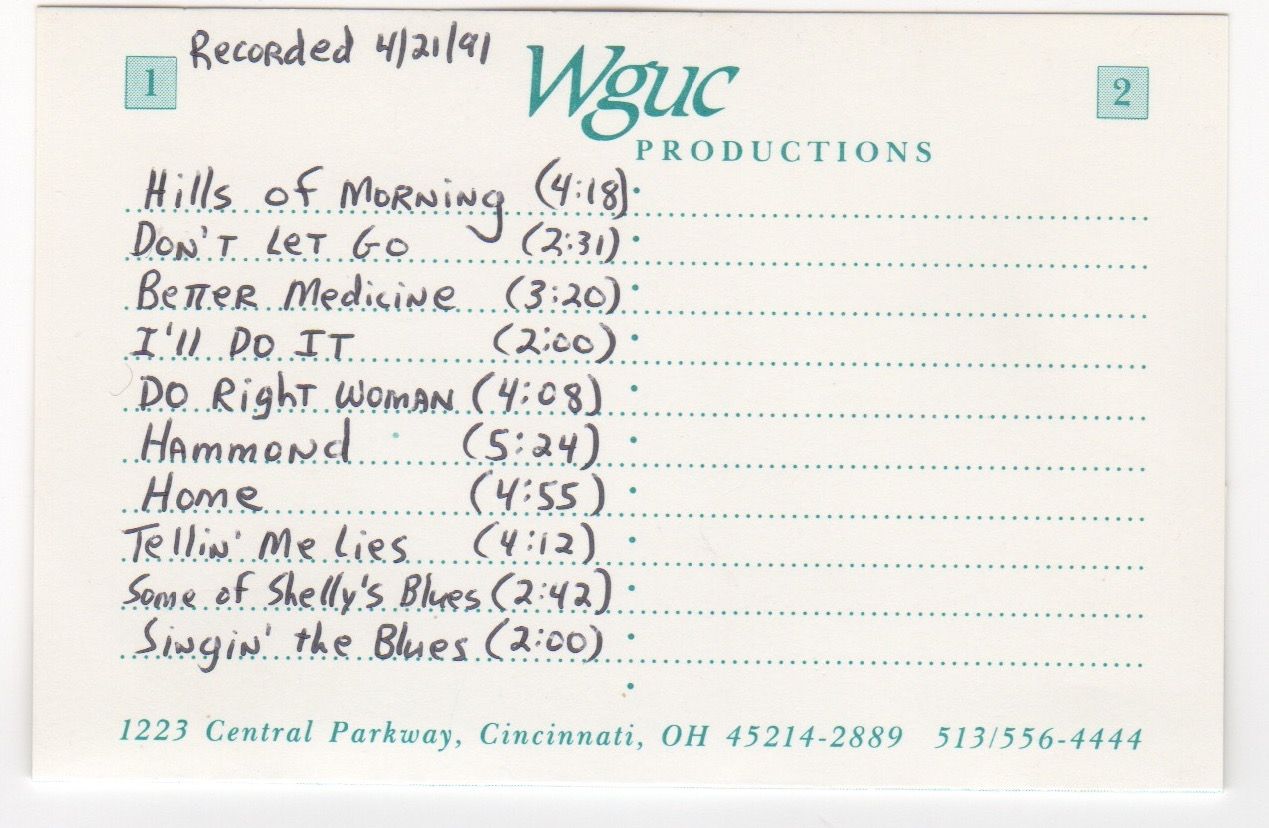 Recorded 4/21/91
1
Wguc
2
PRODUCTIONS
Hills of Morning (4:18)
Don't Let Go (2:31)
Better Medicine (3:20)
I'll Do It (2:00)
Do Right Woman (4:08)
Hammond (5:24)
Home (4:55)
Tellin' Me Lies (4:12)
Some of Shelly's Blues (2:42)
Singin' the Blues (2:00)
1223 Central Parkway, Cincinnati, OH 45214-2889 513/556-4444